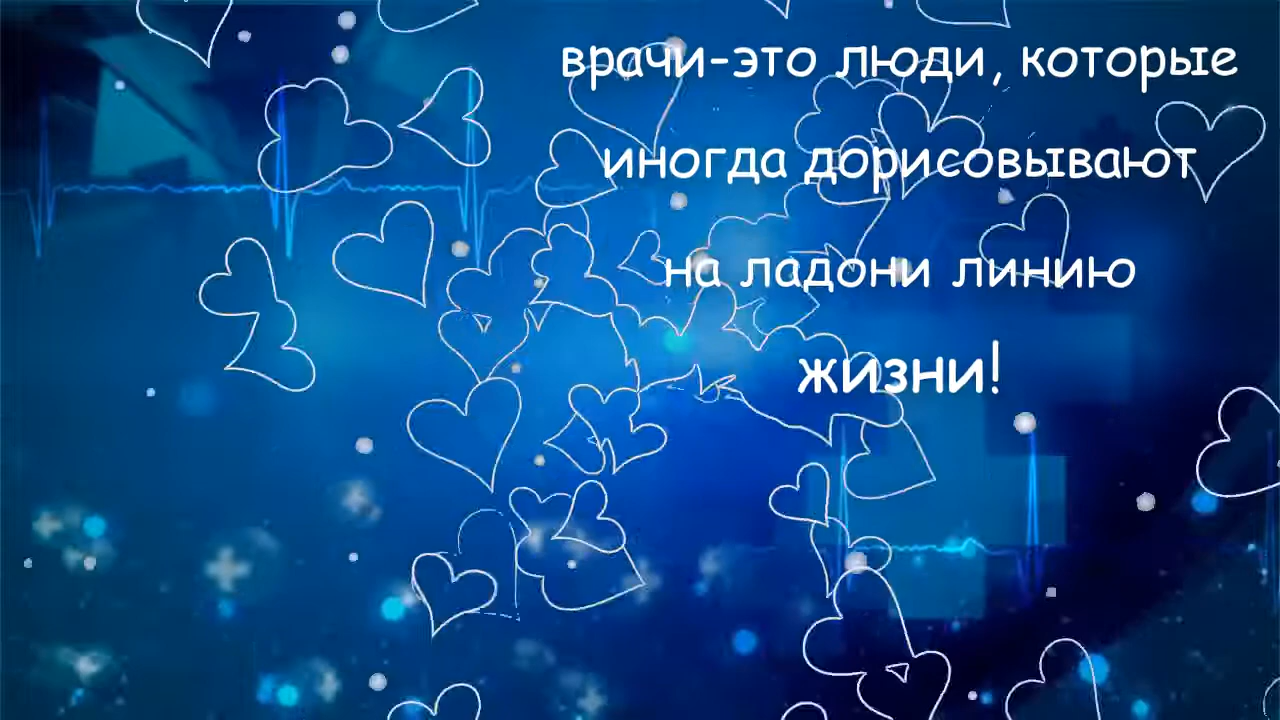 врачи-это люди, которые
иногда дорисовывают
на ладони линию
жизни!